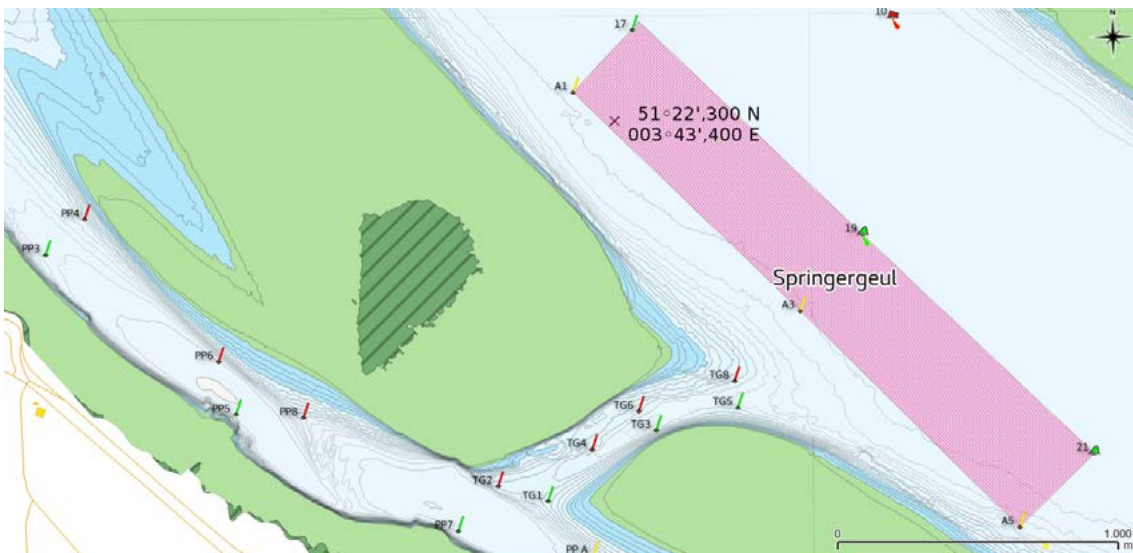 10
N
17
A1
51°22',300 N
003°43',400 E
PP4
PP3
19
Springergeul
A3
PP6
TG8
PP5
PP8
TG6
TG5
TG3
TG4
21
TG2
TG1
A5
PP7
PP A
0
1.000
m